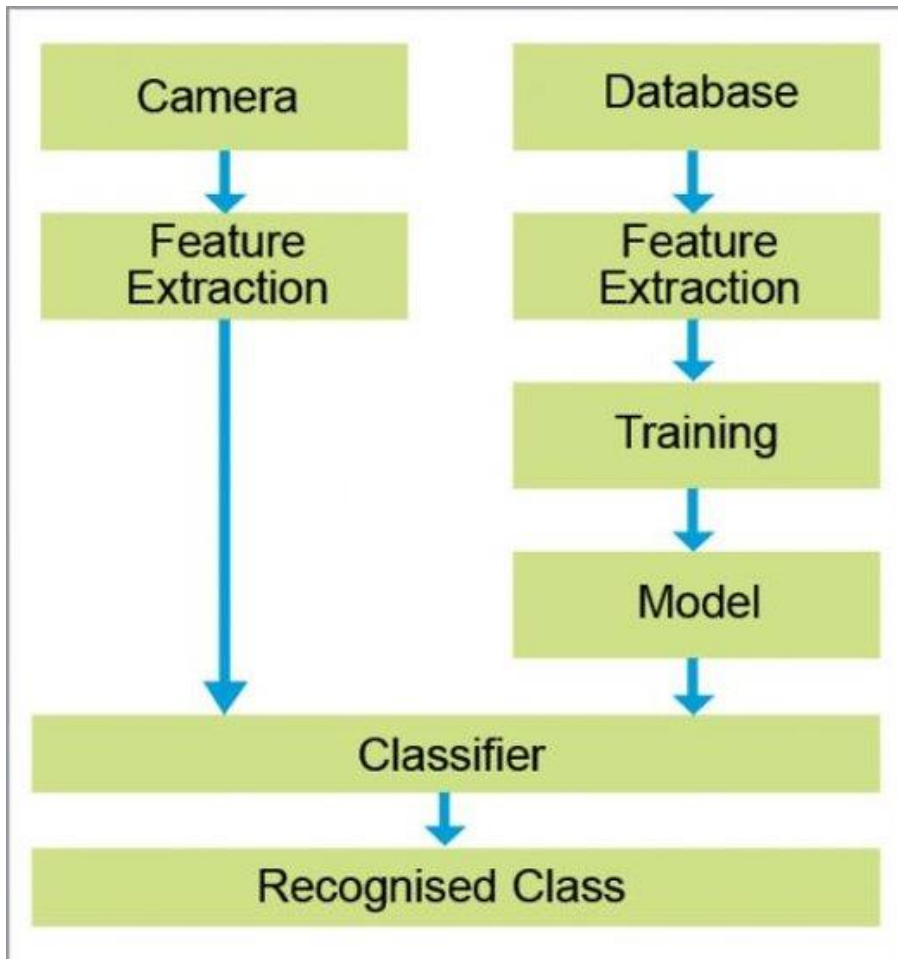 Camera
Database
Feature
Extraction
Feature
Extraction
Training
Model
Classifier
Recognised Class